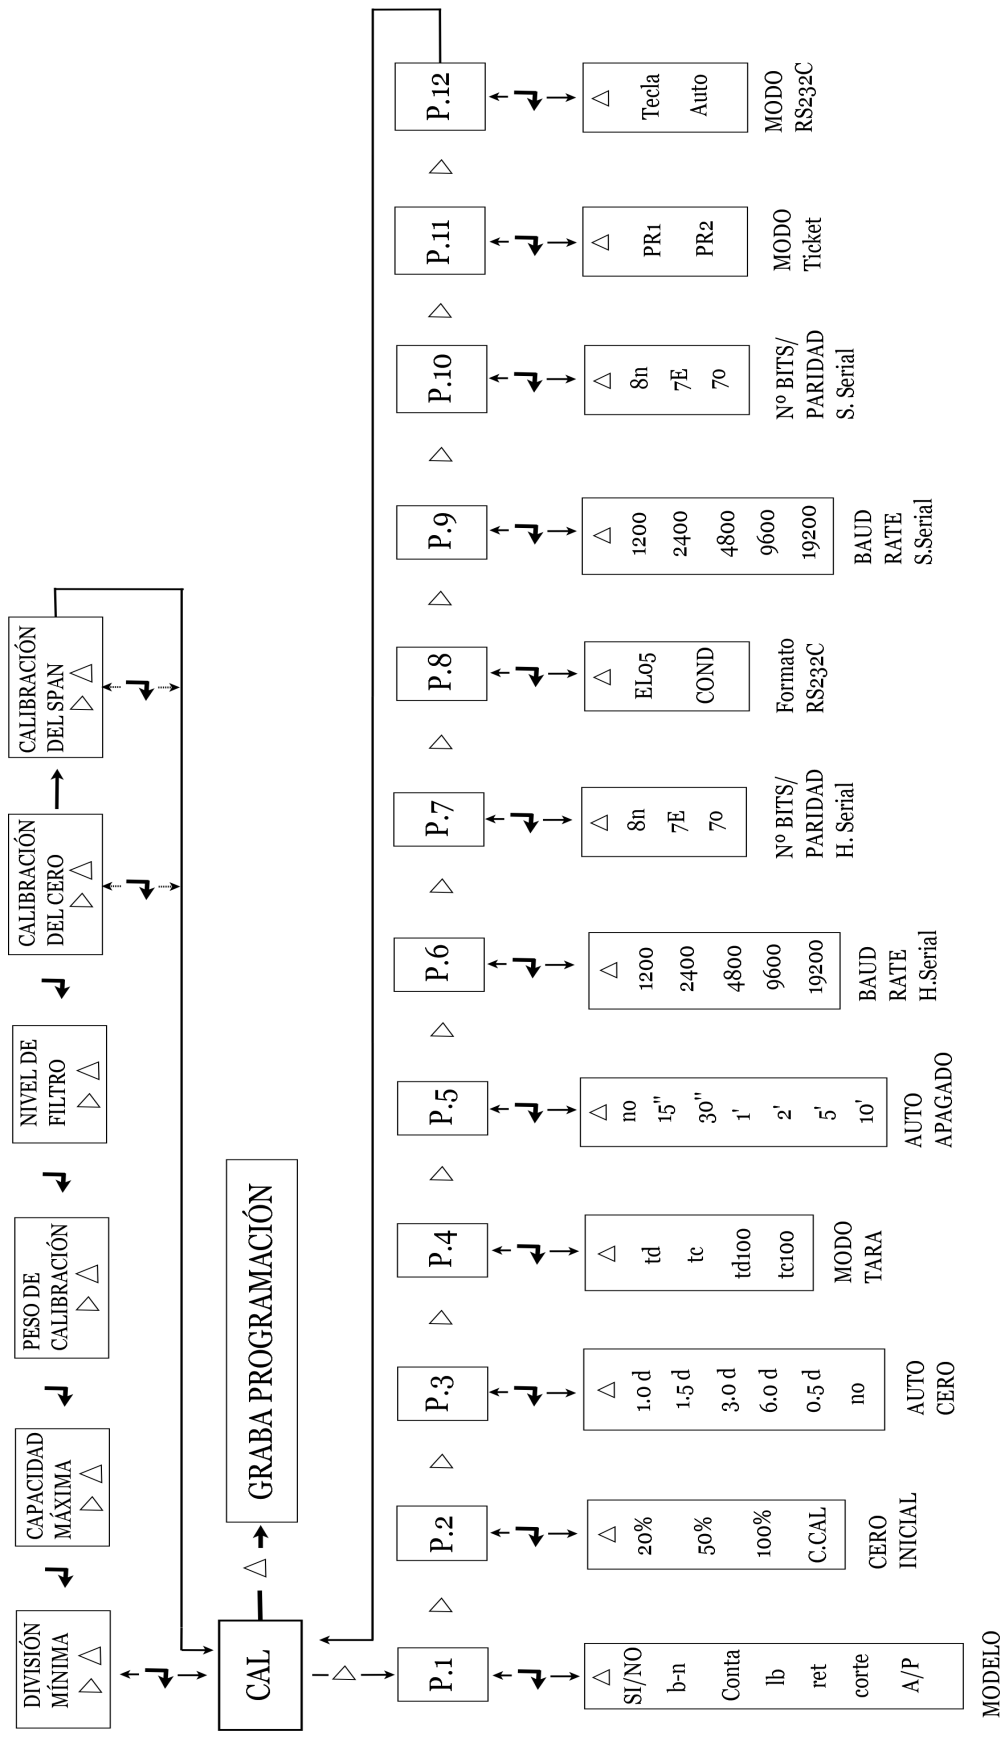 DIVISIÓN
MÍNIMA
CAPACIDAD
MÁXIMA
PESO DE
CALIBRACIÓN
NIVEL DE
FILTRO
CALIBRACIÓN
DEL CERO
CALIBRACIÓN
DEL SPAN
CAL
GRABA PROGRAMACIÓN
P.1
SI/NO
b-n
Conta
lb
ret
corte
A/P
MODELO
P.2
20%
50%
100%
C.CAL
CERO
INICIAL
P.3
1.0 d
1.5 d
3.0 d
6.0 d
0.5 d
no
AUTO
CERO
P.4
td
tc
td100
tc100
MODO
TARA
P.5
no
15"
30"
1'
2'
5'
10'
AUTO
APAGADO
P.6
1200
2400
4800
9600
19200
BAUD
RATE
H.Serial
P.7
8n
7E
70
Nº BITS/
PARIDAD
H. Serial
P.8
EL05
COND
Formato
RS232C
P.9
1200
2400
4800
9600
19200
BAUD
RATE
S.Serial
P.10
8n
7E
70
Nº BITS/
PARIDAD
S. Serial
P.11
PR1
PR2
MODO
Ticket
P.12
Tecla
Auto
MODO
RS232C